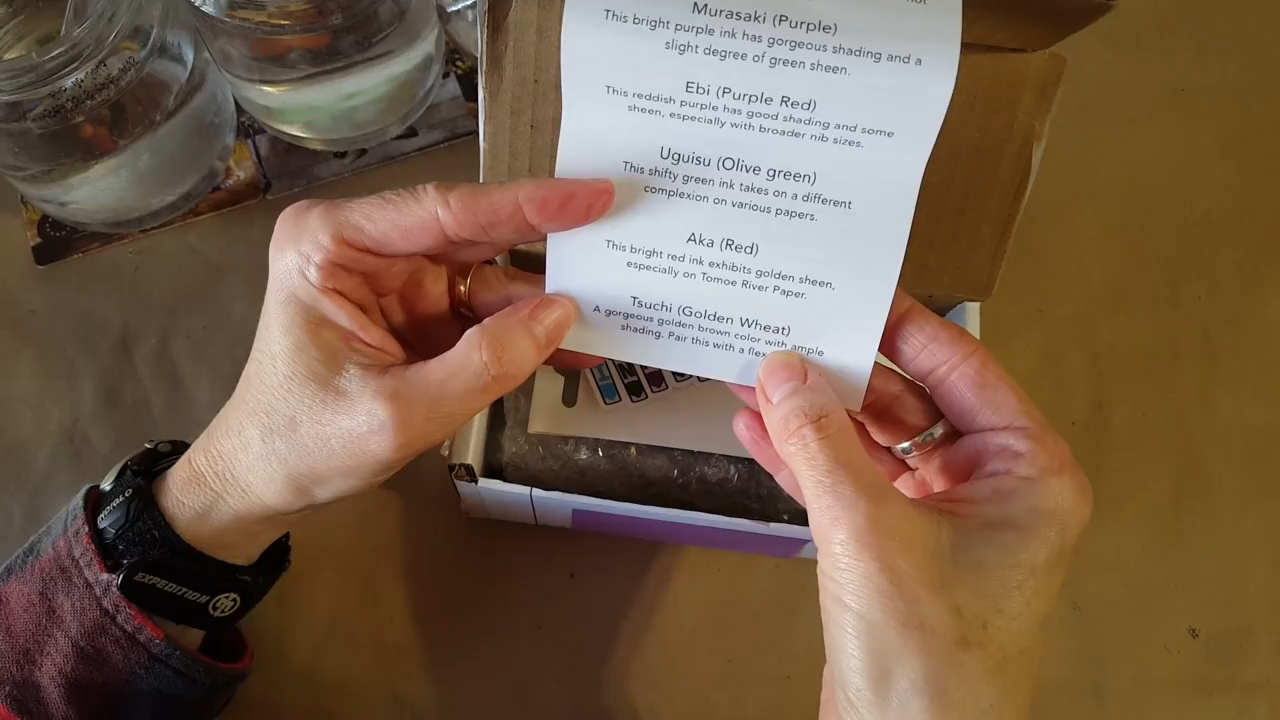 not
Murasaki (Purple)
This bright purple ink has gorgeous shading and a
slight degree of green sheen.
Ebi (Purple Red)
This reddish purple has good shading and some
sheen, especially with broader nib sizes.
Uguisu (Olive green)
This shifty green ink takes on a different
complexion on various papers.
Aka (Red)
This bright red ink exhibits golden sheen,
especially on Tomoe River Paper.
Tsuchi (Golden Wheat)
A gorgeous golden brown color with ample
shading. Pair this with a flex
INDIGLO
EXPEDITION